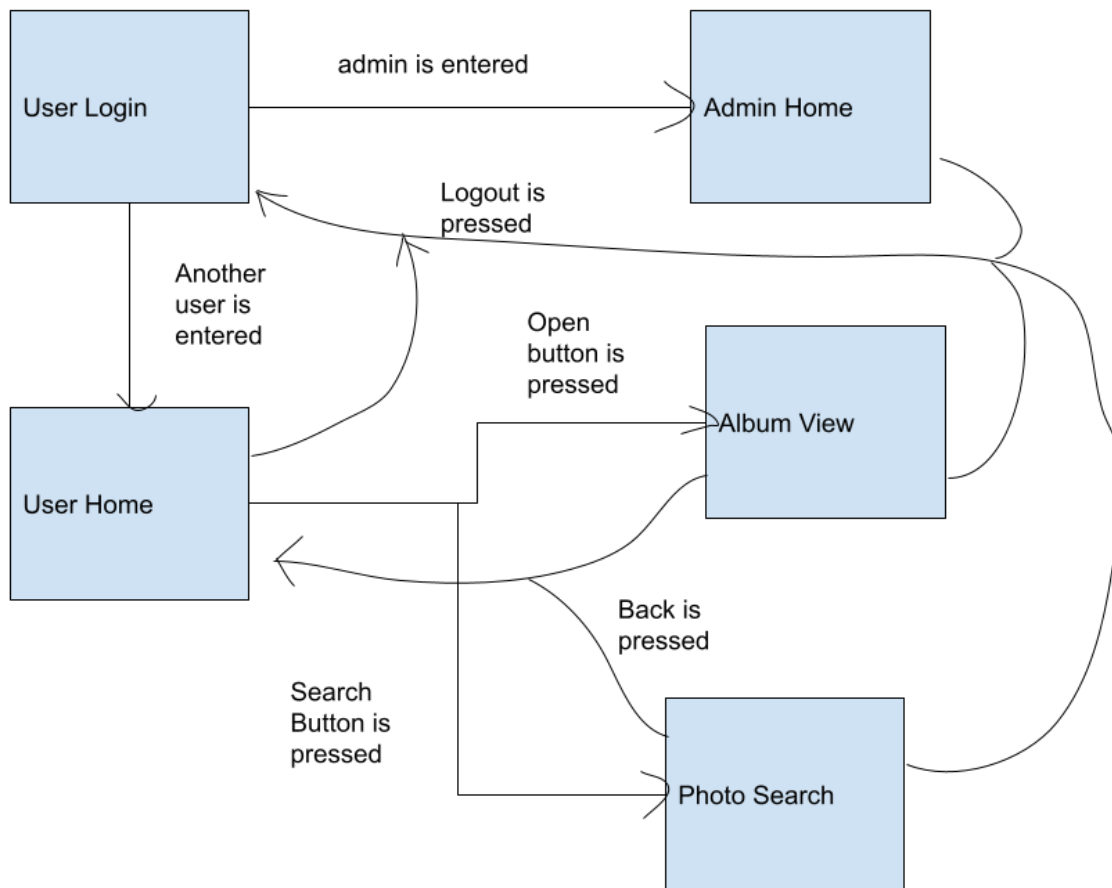 User Login
admin is entered
Admin Home
Logout is
pressed
Another
user is
entered
Open
button is
pressed
Album View
User Home
Back is
pressed
Search
Button is
pressed
Photo Search